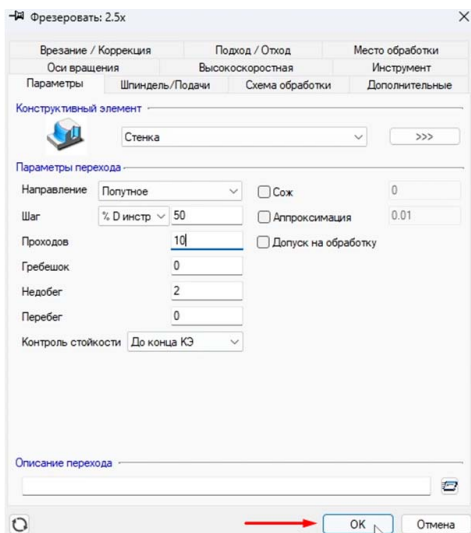 Фрезеровать: 2.5x
Врезание / Коррекция Подход / Отход Место обработки
Оси вращения Высокоскоростная Инструмент
Параметры Шпиндель/Подачи Схема обработки Дополнительные
Конструктивный элемент
Стенка >>>
Параметры перехода
Направление Попутное Сож 0
Шаг % D инстр 50 Аппроксимация 0.01
Проходов 10 Допуск на обработку
Гребешок 0
Недобег 2
Перебег 0
Контроль стойкости До конца КЭ
Описание перехода
OK Отмена